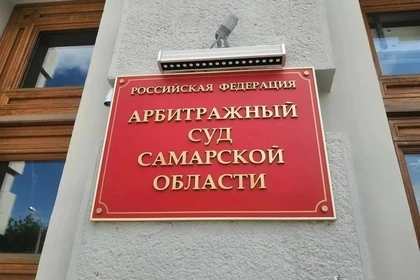 РОССИЙСКАЯ ФЕДЕРАЦИЯ
АРБИТРАЖНЫЙ
СУД
САМАРСКОЙ
ОБЛАСТИ